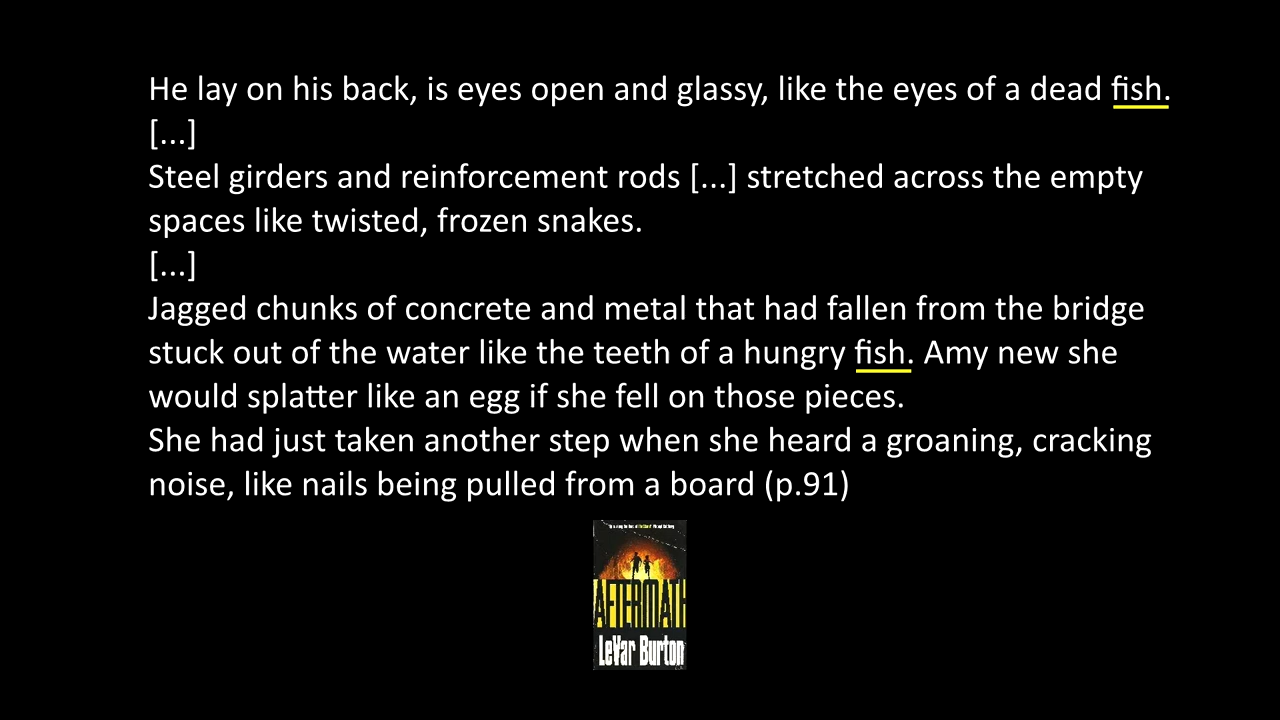 He lay on his back, is eyes open and glassy, like the eyes of a dead fish.
[...]
Steel girders and reinforcement rods [...] stretched across the empty
spaces like twisted, frozen snakes.
[...]
Jagged chunks of concrete and metal that had fallen from the bridge
stuck out of the water like the teeth of a hungry fish. Amy new she
would splatter like an egg if she fell on those pieces.
She had just taken another step when she heard a groaning, cracking
noise, like nails being pulled from a board (p.91)
AFTERMATH
LeVar Burton